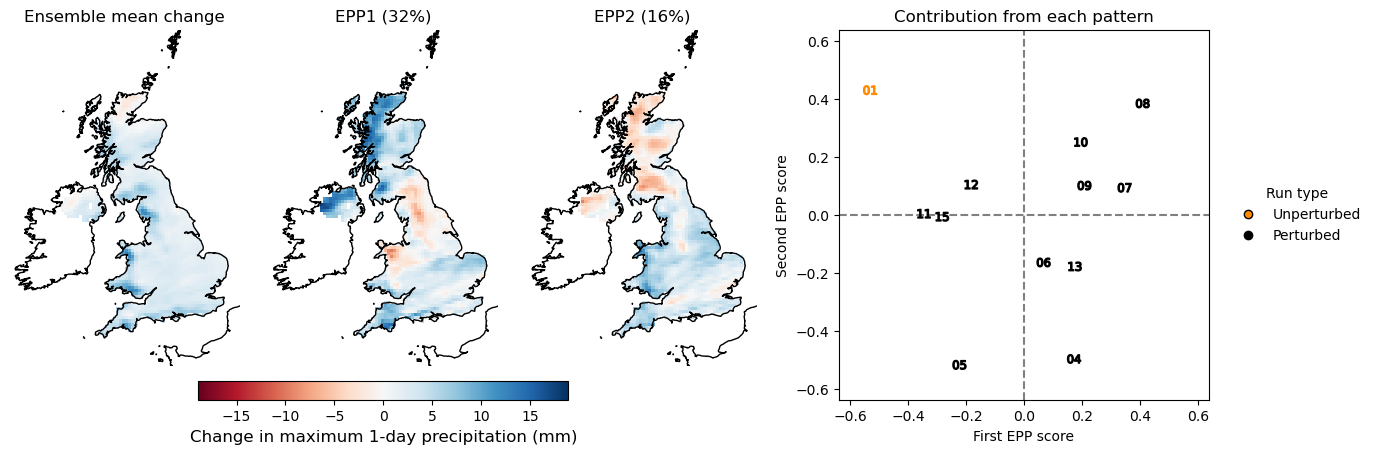 Ensemble mean change
EPP1 (32%)
EPP2 (16%)
−15 −10 −5 0 5 10 15
Change in maximum 1-day precipitation (mm)
Contribution from each pattern
Second EPP score
0.6
0.4
0.2
0.0
−0.2
−0.4
−0.6
01
08
10
12
09
07
11
15
06
13
05
04
−0.6 −0.4 −0.2 0.0 0.2 0.4 0.6
First EPP score
Run type
Unperturbed
Perturbed